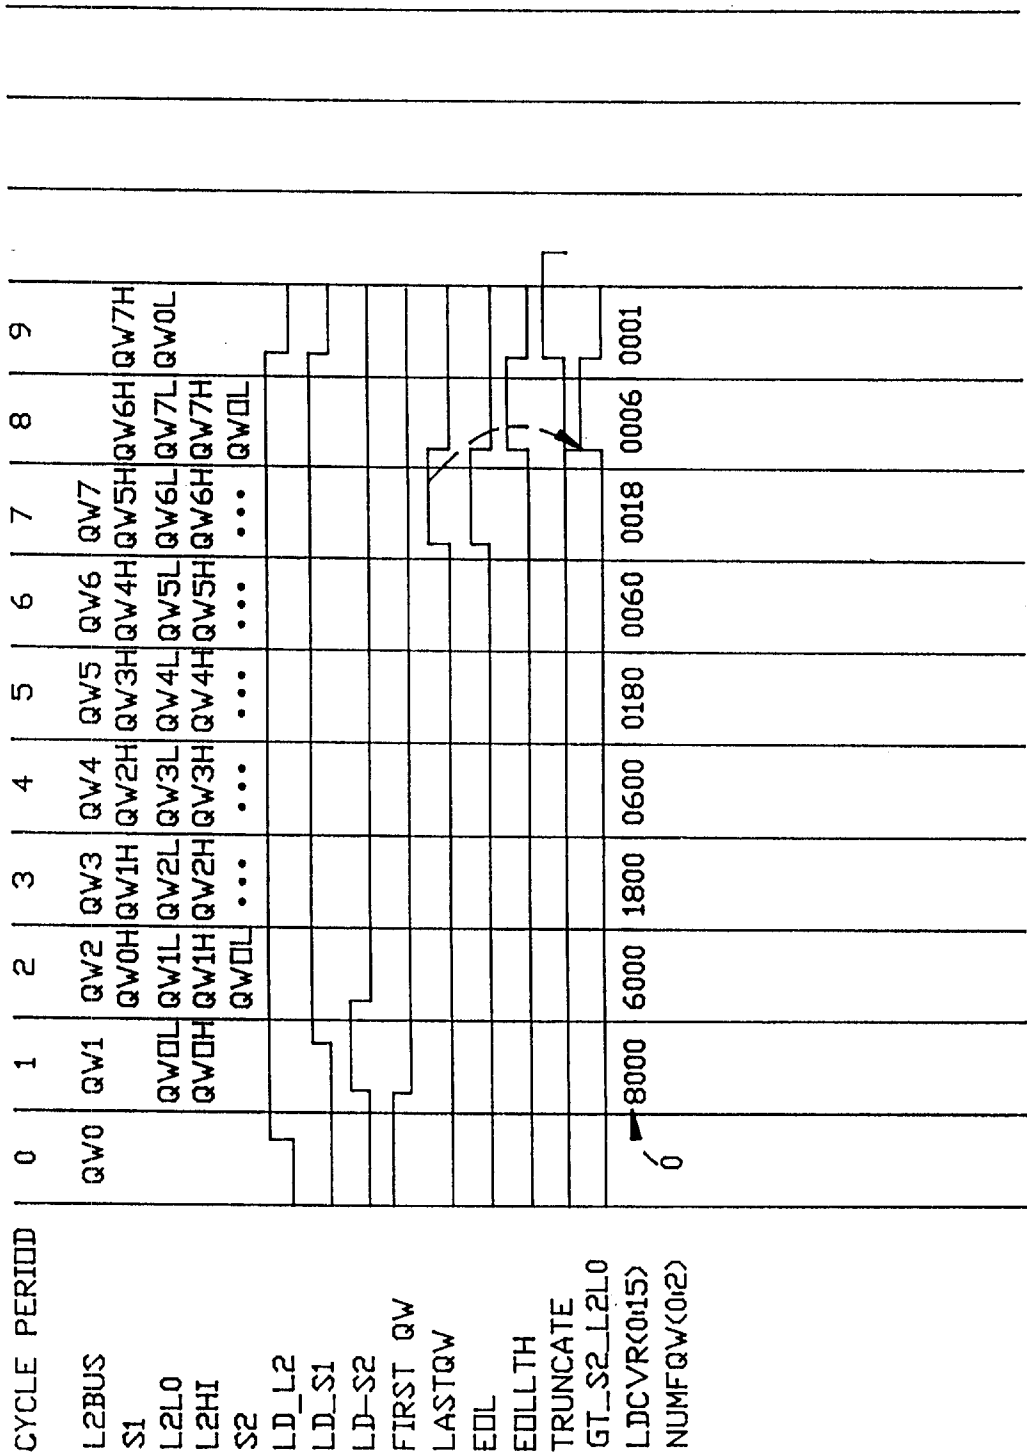 CYCLE PERIOD 0 1 2 3 4 5 6 7 8 9
L2BUS QW0 QW1 QW2 QW3 QW4 QW5 QW6 QW7
S1 QW0H QW1H QW2H QW3H QW4H QW5H QW6H QW7H
L2LO QW0L QW1L QW2L QW3L QW4L QW5L QW6L QW7L QW0L
L2HI QW0H QW1H QW2H QW3H QW4H QW5H QW6H QW7H
S2 QW0L ••• ••• ••• ••• ••• QW0L
LD_L2
LD_S1
LD-S2
FIRST QW
LASTQW
EOL
EOLLTH
TRUNCATE
GT_S2_L2LO
LDCVR(0:15) 8000 6000 1800 0600 0180 0060 0018 0006 0001
NUMFQW(0:2) 0